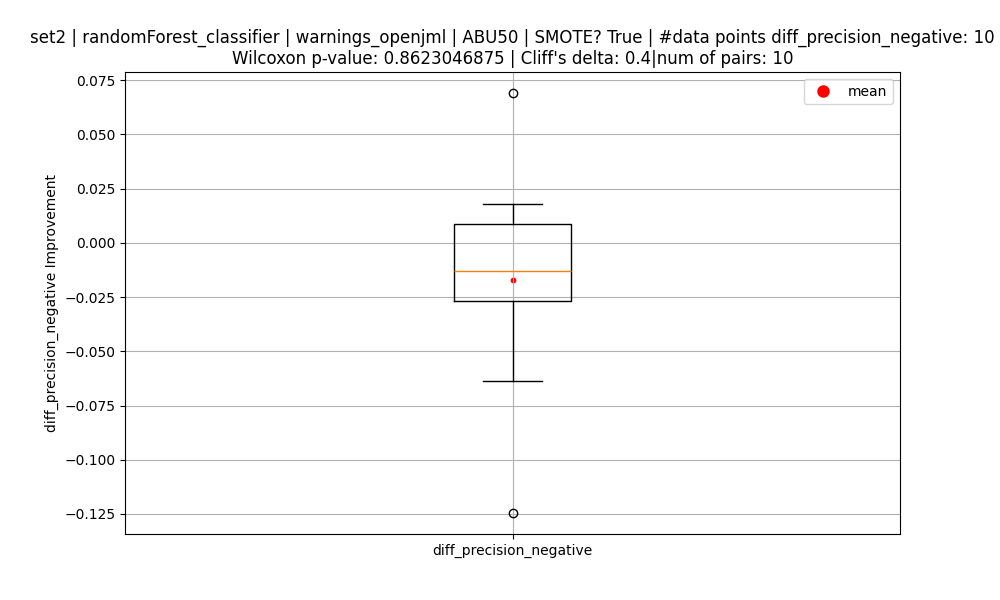 set2 | randomForest_classifier | warnings_openjml | ABU50 | SMOTE? True | #data points diff_precision_negative: 10
Wilcoxon p-value: 0.8623046875 | Cliff's delta: 0.4|num of pairs: 10
mean
diff_precision_negative Improvement
0.075
0.050
0.025
0.000
−0.025
−0.050
−0.075
−0.100
−0.125
diff_precision_negative